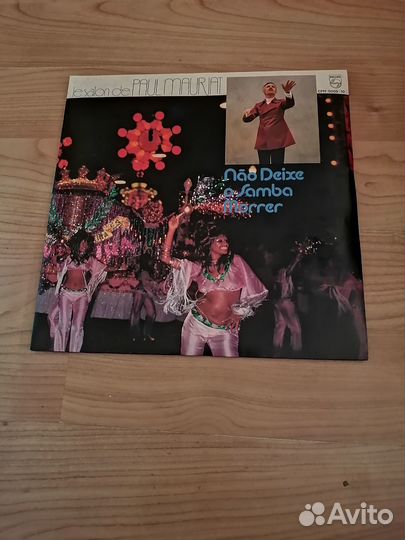 le salon de PAUL MAURIAT
PHILIPS
Não Deixe
o Samba
Morrer
Avito